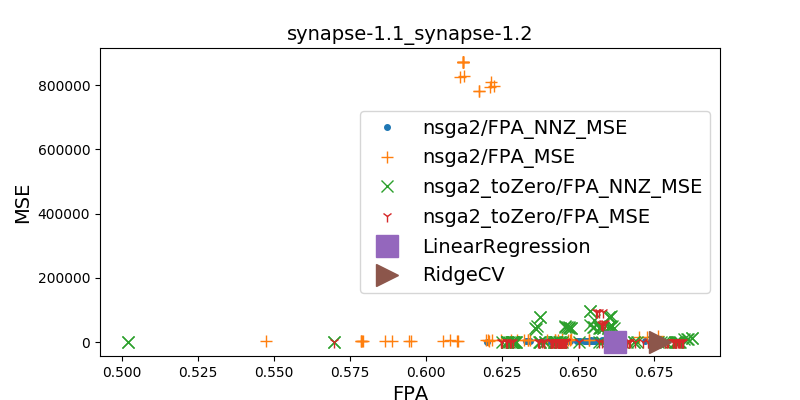 synapse-1.1_synapse-1.2
MSE
800000
600000
400000
200000
0
nsga2/FPA_NNZ_MSE
nsga2/FPA_MSE
nsga2_toZero/FPA_NNZ_MSE
nsga2_toZero/FPA_MSE
LinearRegression
RidgeCV
0.500 0.525 0.550 0.575 0.600 0.625 0.650 0.675
FPA